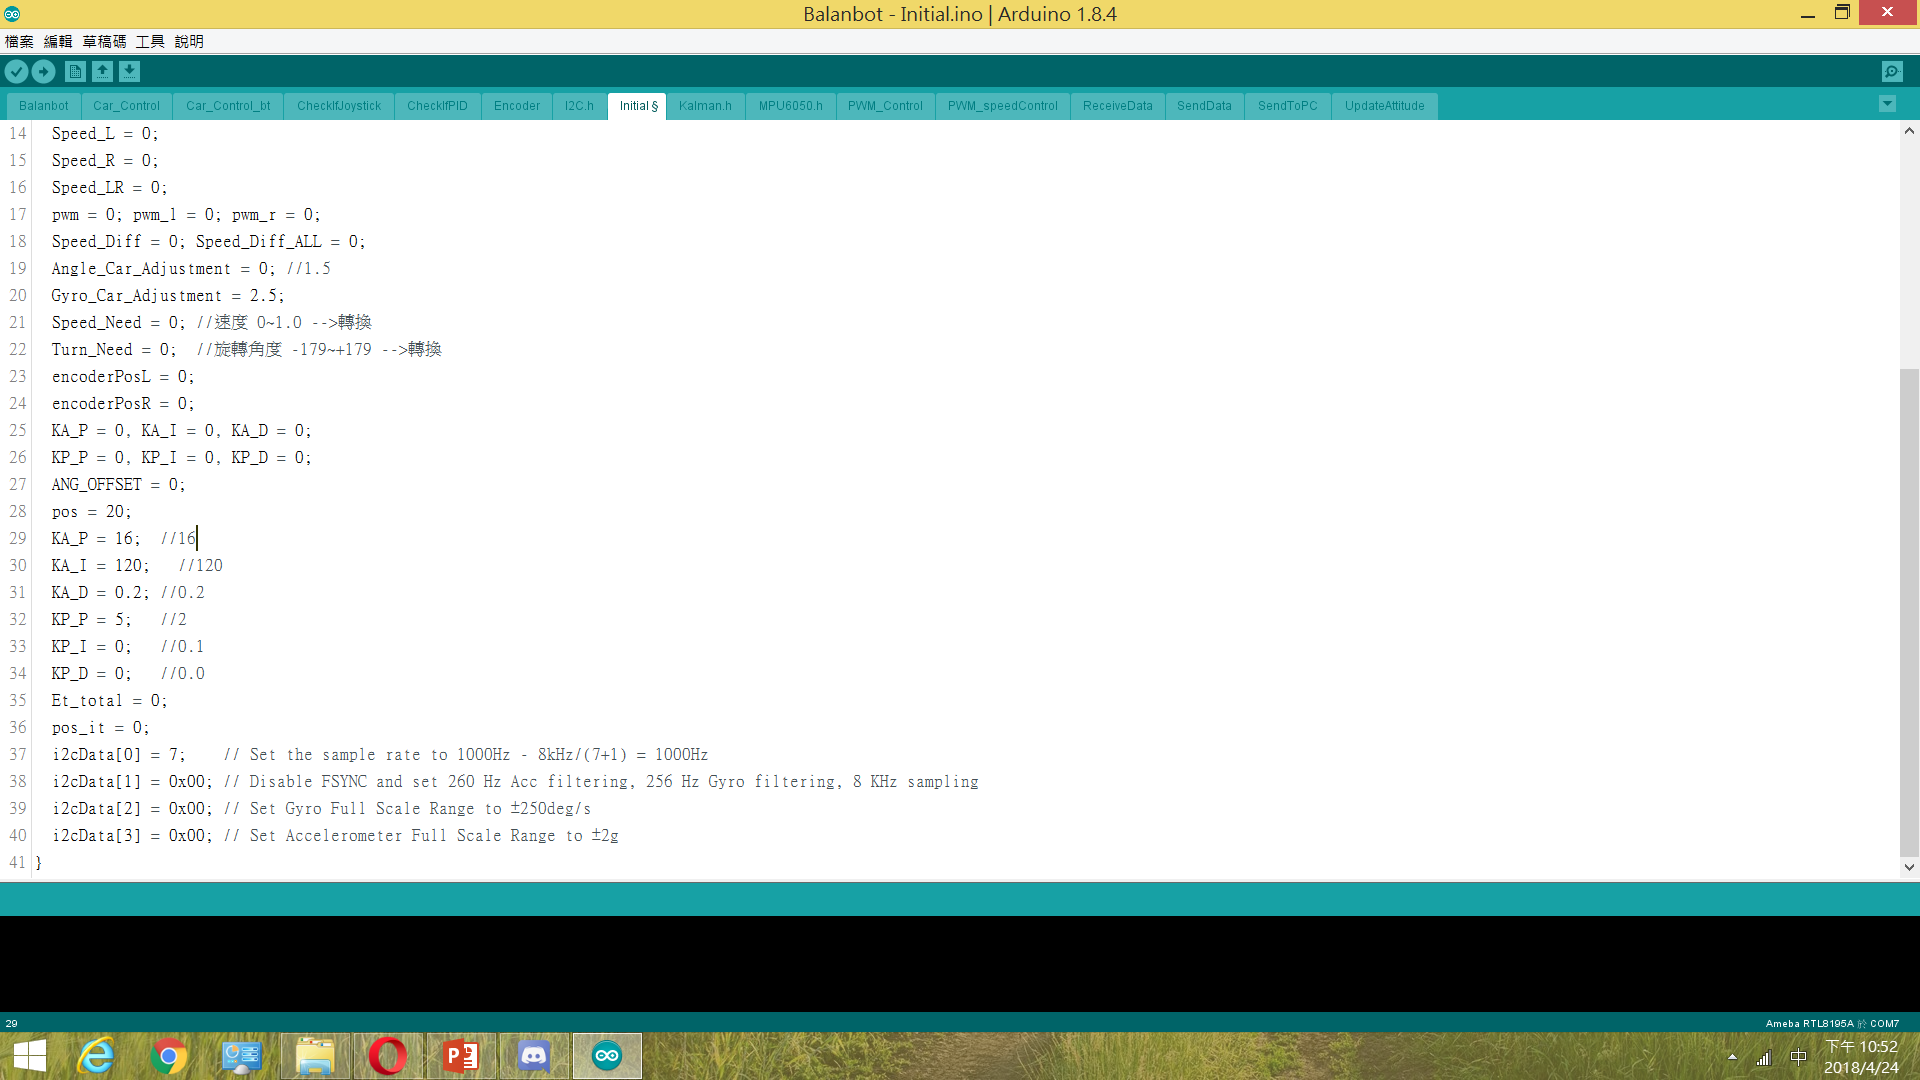 Balanbot - Initial.ino | Arduino 1.8.4
檔案 編輯 草稿碼 工具 說明
Balanbot Car_Control Car_Control_bt CheckIfJoystick CheckIfPID Encoder I2C.h Initial § Kalman.h MPU6050.h PWM_Control PWM_speedControl ReceiveData SendData SendToPC UpdateAttitude
14 Speed_L = 0;
15 Speed_R = 0;
16 Speed_LR = 0;
17 pwm = 0; pwm_l = 0; pwm_r = 0;
18 Speed_Diff = 0; Speed_Diff_ALL = 0;
19 Angle_Car_Adjustment = 0; //1.5
20 Gyro_Car_Adjustment = 2.5;
21 Speed_Need = 0; //速度 0~1.0 -->轉換
22 Turn_Need = 0; //旋轉角度 -179~+179 -->轉換
23 encoderPosL = 0;
24 encoderPosR = 0;
25 KA_P = 0, KA_I = 0, KA_D = 0;
26 KP_P = 0, KP_I = 0, KP_D = 0;
27 ANG_OFFSET = 0;
28 pos = 20;
29 KA_P = 16; //16
30 KA_I = 120; //120
31 KA_D = 0.2; //0.2
32 KP_P = 5; //2
33 KP_I = 0; //0.1
34 KP_D = 0; //0.0
35 Et_total = 0;
36 pos_it = 0;
37 i2cData[0] = 7; // Set the sample rate to 1000Hz - 8kHz/(7+1) = 1000Hz
38 i2cData[1] = 0x00; // Disable FSYNC and set 260 Hz Acc filtering, 256 Hz Gyro filtering, 8 KHz sampling
39 i2cData[2] = 0x00; // Set Gyro Full Scale Range to ±250deg/s
40 i2cData[3] = 0x00; // Set Accelerometer Full Scale Range to ±2g
41 }
29
Ameba RTL8195A 於 COM7
中
下午 10:52
2018/4/24